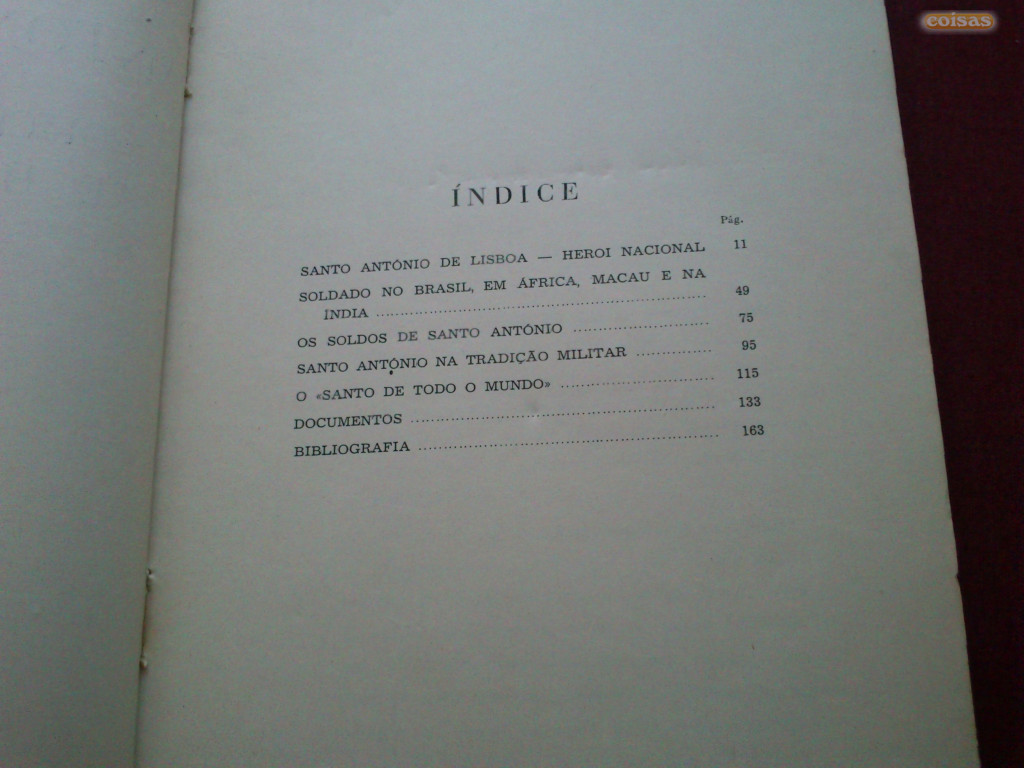 coisas
ÍNDICE
Pág.
SANTO ANTÓNIO DE LISBOA — HEROI NACIONAL 11
SOLDADO NO BRASIL, EM ÁFRICA, MACAU E NA
ÍNDIA ........................................ 49
OS SOLDOS DE SANTO ANTÓNIO ................ 75
SANTO ANTÓNIO NA TRADIÇÃO MILITAR ......... 95
O «SANTO DE TODO O MUNDO» ................. 115
DOCUMENTOS .................................... 133
BIBLIOGRAFIA ................................... 163